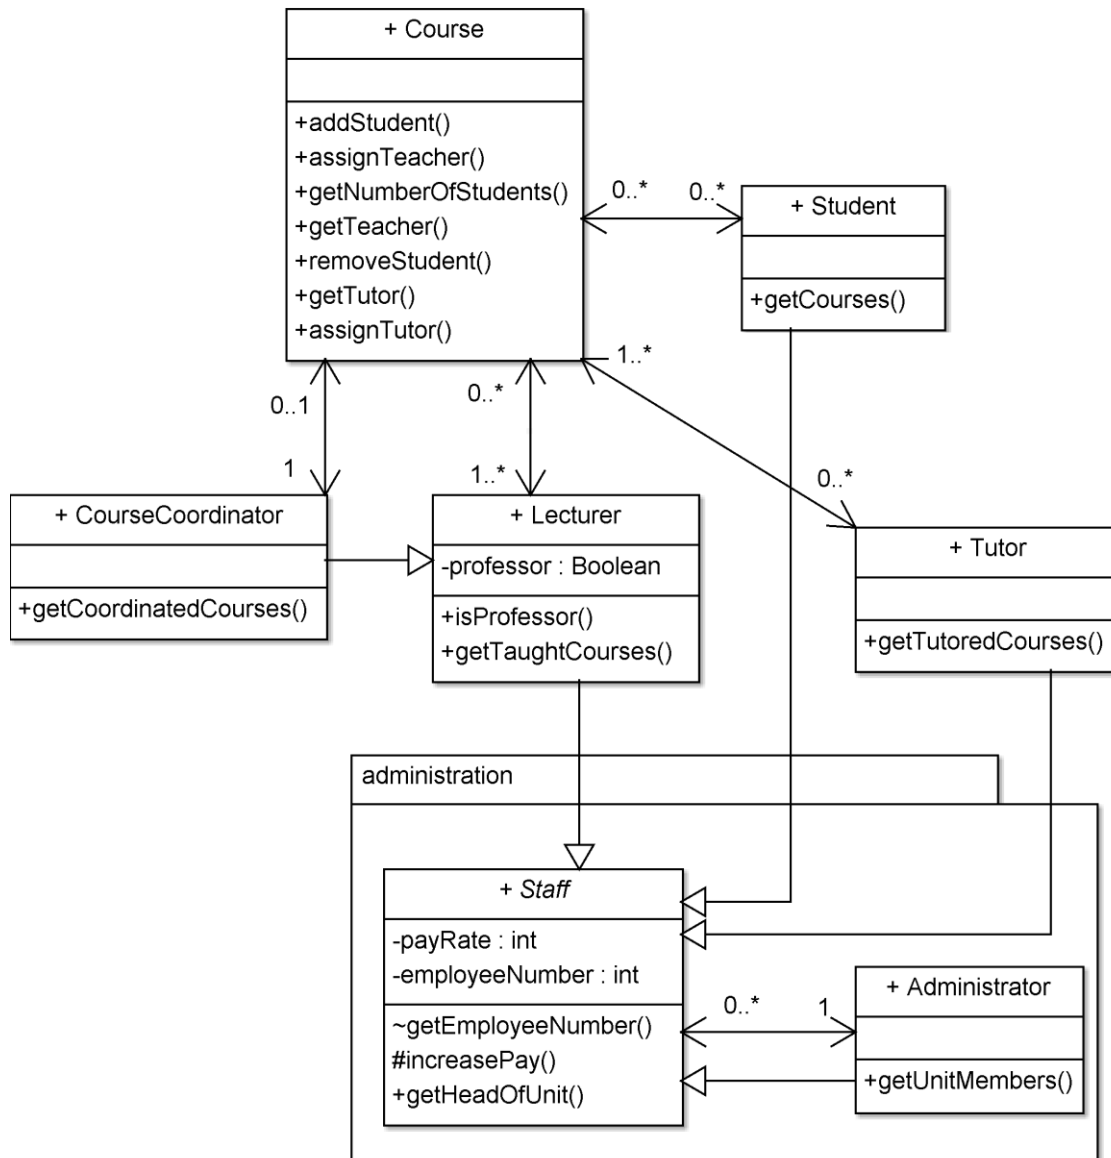 + Course
+addStudent()
+assignTeacher()
+getNumberOfStudents()
+getTeacher()
+removeStudent()
+getTutor()
+assignTutor()
0..*
0..*
+ Student
+getCourses()
0..1
1
0..*
1..*
1..*
0..*
+ CourseCoordinator
+getCoordinatedCourses()
+ Lecturer
-professor : Boolean
+isProfessor()
+getTaughtCourses()
+ Tutor
+getTutoredCourses()
administration
+ Staff
-payRate : int
-employeeNumber : int
~getEmployeeNumber()
#increasePay()
+getHeadOfUnit()
0..*
1
+ Administrator
+getUnitMembers()